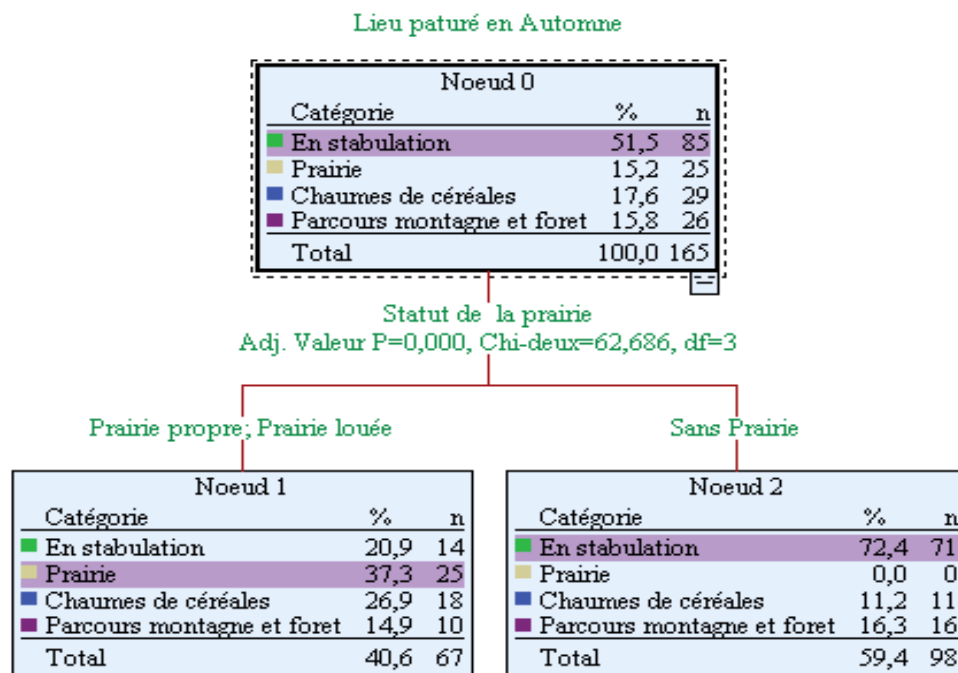 Lieu paturé en Automne
Noeud 0
Catégorie % n
En stabulation 51,5 85
Prairie 15,2 25
Chaumes de céréales 17,6 29
Parcours montagne et foret 15,8 26
Total 100,0 165
Statut de la prairie
Adj. Valeur P=0,000, Chi-deux=62,686, df=3
Prairie propre; Prairie louée
Sans Prairie
Noeud 1
Catégorie % n
En stabulation 20,9 14
Prairie 37,3 25
Chaumes de céréales 26,9 18
Parcours montagne et foret 14,9 10
Total 40,6 67
Noeud 2
Catégorie % n
En stabulation 72,4 71
Prairie 0,0 0
Chaumes de céréales 11,2 11
Parcours montagne et foret 16,3 16
Total 59,4 98